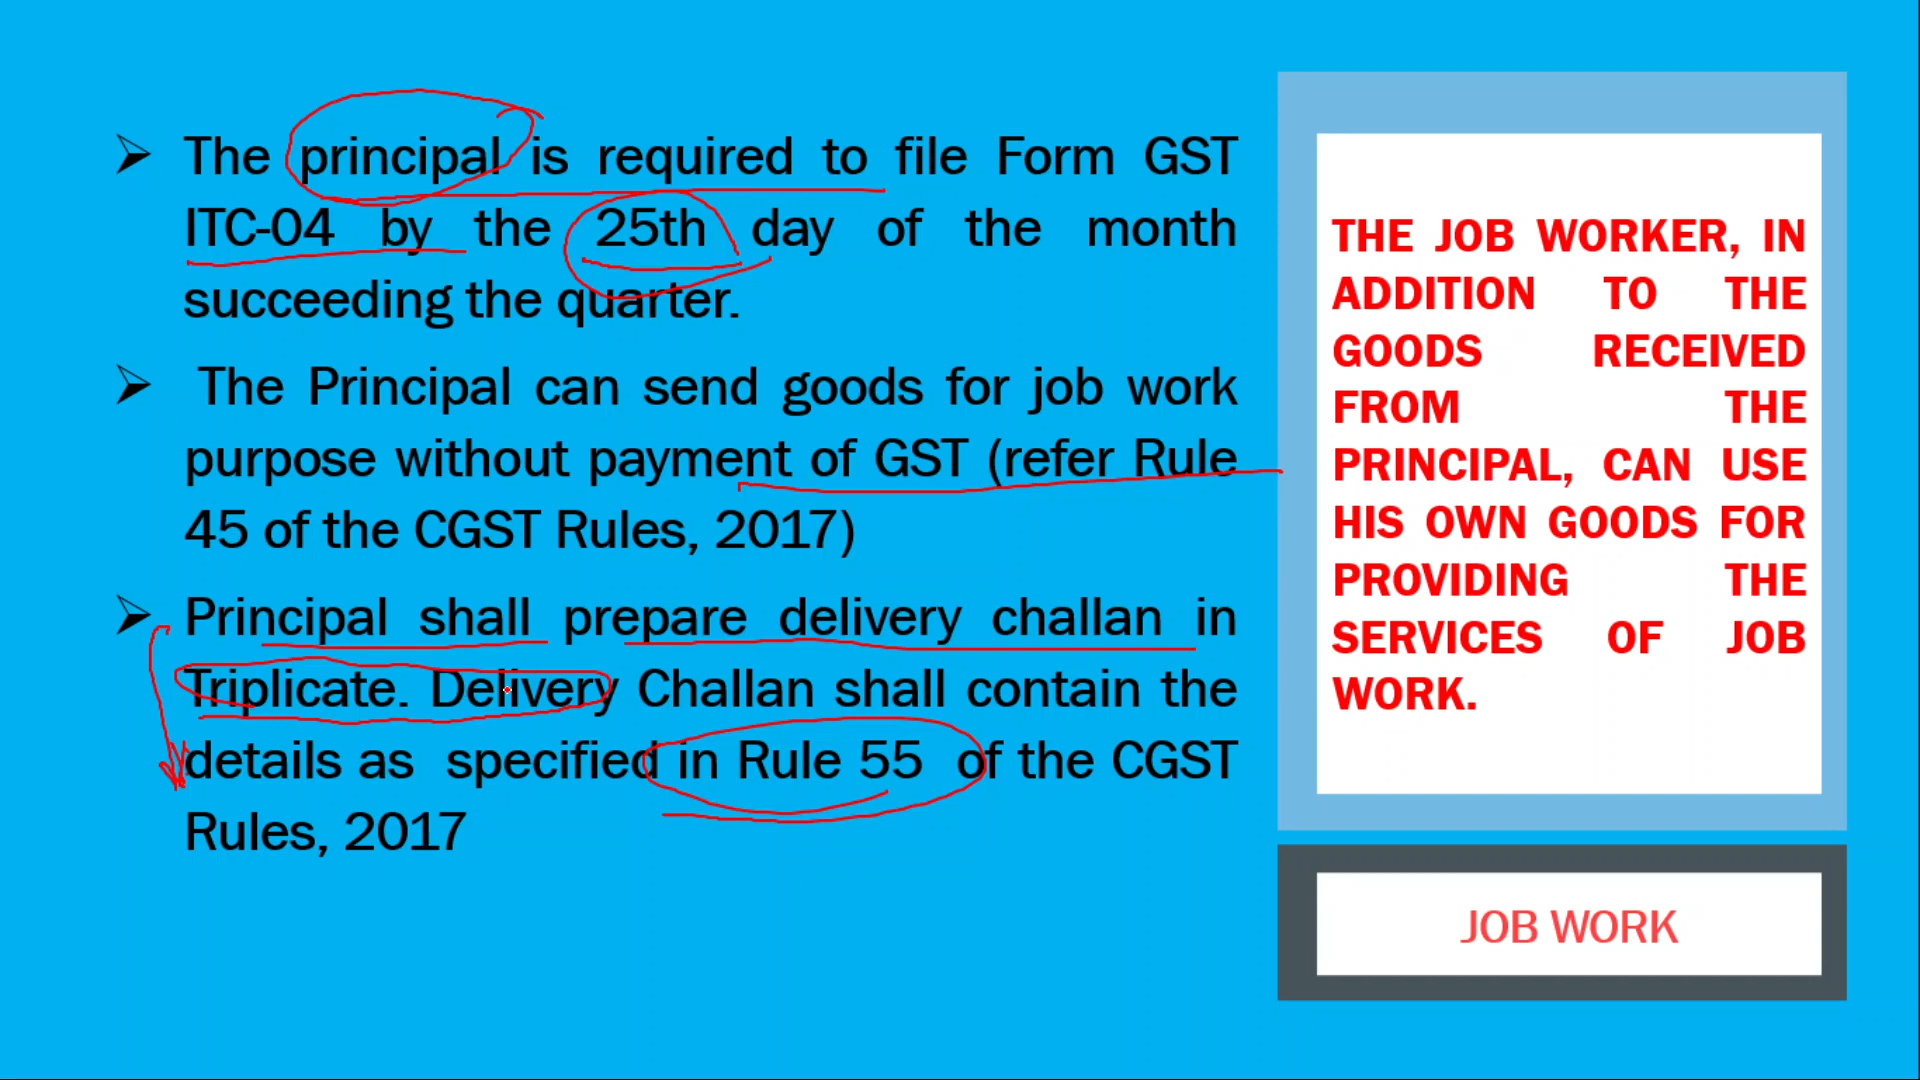 The principal is required to file Form GST
ITC-04 by the 25th day of the month
succeeding the quarter.
The Principal can send goods for job work
purpose without payment of GST (refer Rule
45 of the CGST Rules, 2017)
Principal shall prepare delivery challan in
Triplicate. Delivery Challan shall contain the
details as specified in Rule 55 of the CGST
Rules, 2017
THE JOB WORKER, IN
ADDITION TO THE
GOODS RECEIVED
FROM THE
PRINCIPAL, CAN USE
HIS OWN GOODS FOR
PROVIDING THE
SERVICES OF JOB
WORK.
JOB WORK